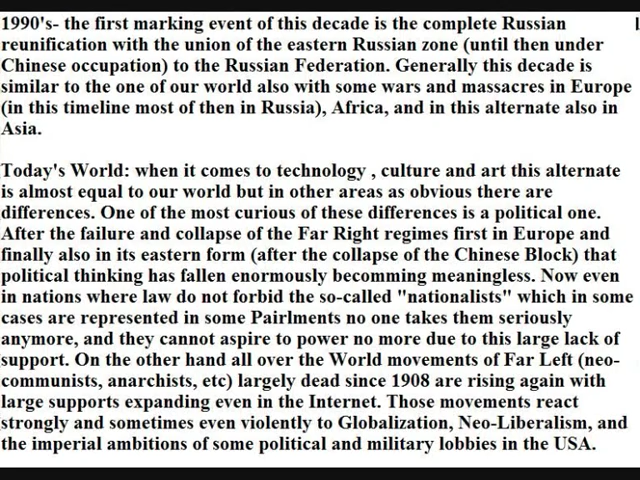 1990's- the first marking event of this decade is the complete Russian
reunification with the union of the eastern Russian zone (until then under
Chinese occupation) to the Russian Federation. Generally this decade is
similar to the one of our world also with some wars and massacres in Europe
(in this timeline most of then in Russia), Africa, and in this alternate also in
Asia.
Today's World: when it comes to technology , culture and art this alternate
is almost equal to our world but in other areas as obvious there are
differences. One of the most curious of these differences is a political one.
After the failure and collapse of the Far Right regimes first in Europe and
finally also in its eastern form (after the collapse of the Chinese Block) that
political thinking has fallen enormously becomming meaningless. Now even
in nations where law do not forbid the so-called "nationalists" which in some
cases are represented in some Pairlments no one takes them seriously
anymore, and they cannot aspire to power no more due to this large lack of
support. On the other hand all over the World movements of Far Left (neo-
communists, anarchists, etc) largely dead since 1908 are rising again with
large supports expanding even in the Internet. Those movements react
strongly and sometimes even violently to Globalization, Neo-Liberalism, and
the imperial ambitions of some political and military lobbies in the USA.